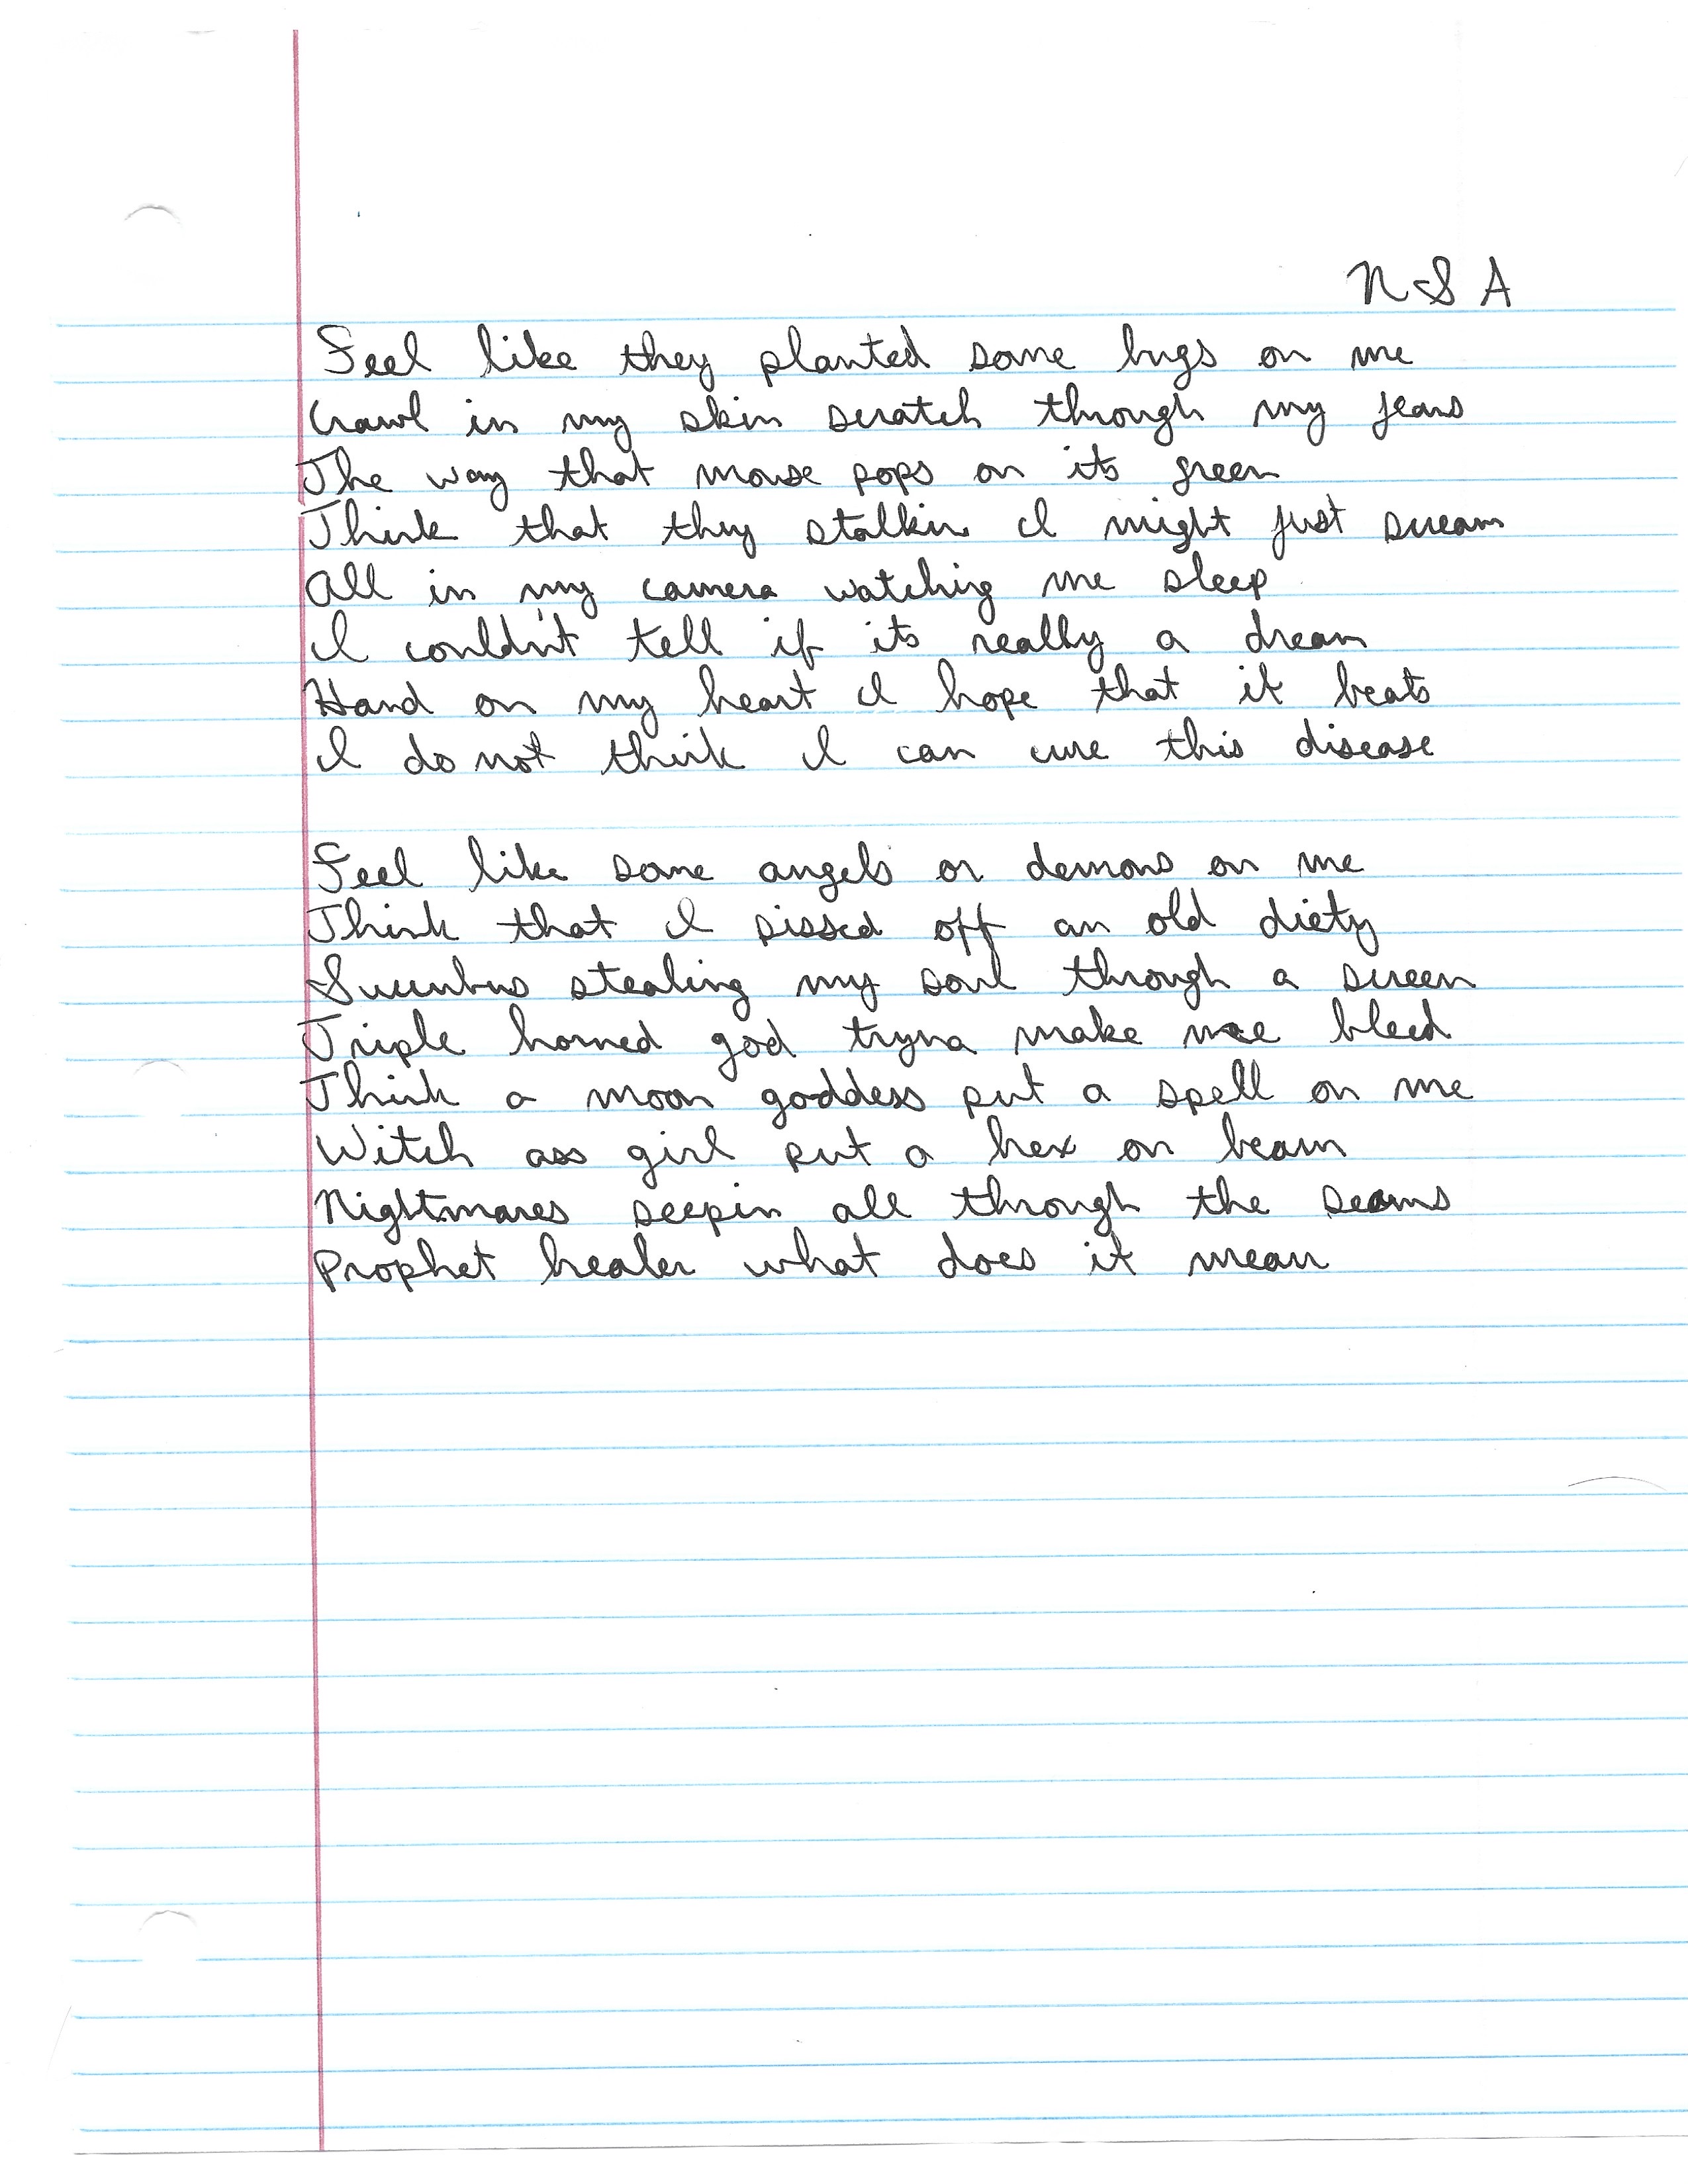 NSA
Feel like they planted some bugs on me
Crawl in my skin scratch through my jeans
The way that mouse pops on its green
Think that they stalkin I might just scream
All in my camera watching me sleep
I couldn't tell if its really a dream
Hand on my heart I hope that it beats
I do not think I can cure this disease
Feel like some angels or demons on me
Think that I pissed off an old diety
Succubus stealing my soul through a screen
Triple horned god tryna make me bleed
Think a moon goddess put a spell on me
Witch ass girl put a hex on beam
Nightmares seepin all through the seams
Prophet healer what does it mean